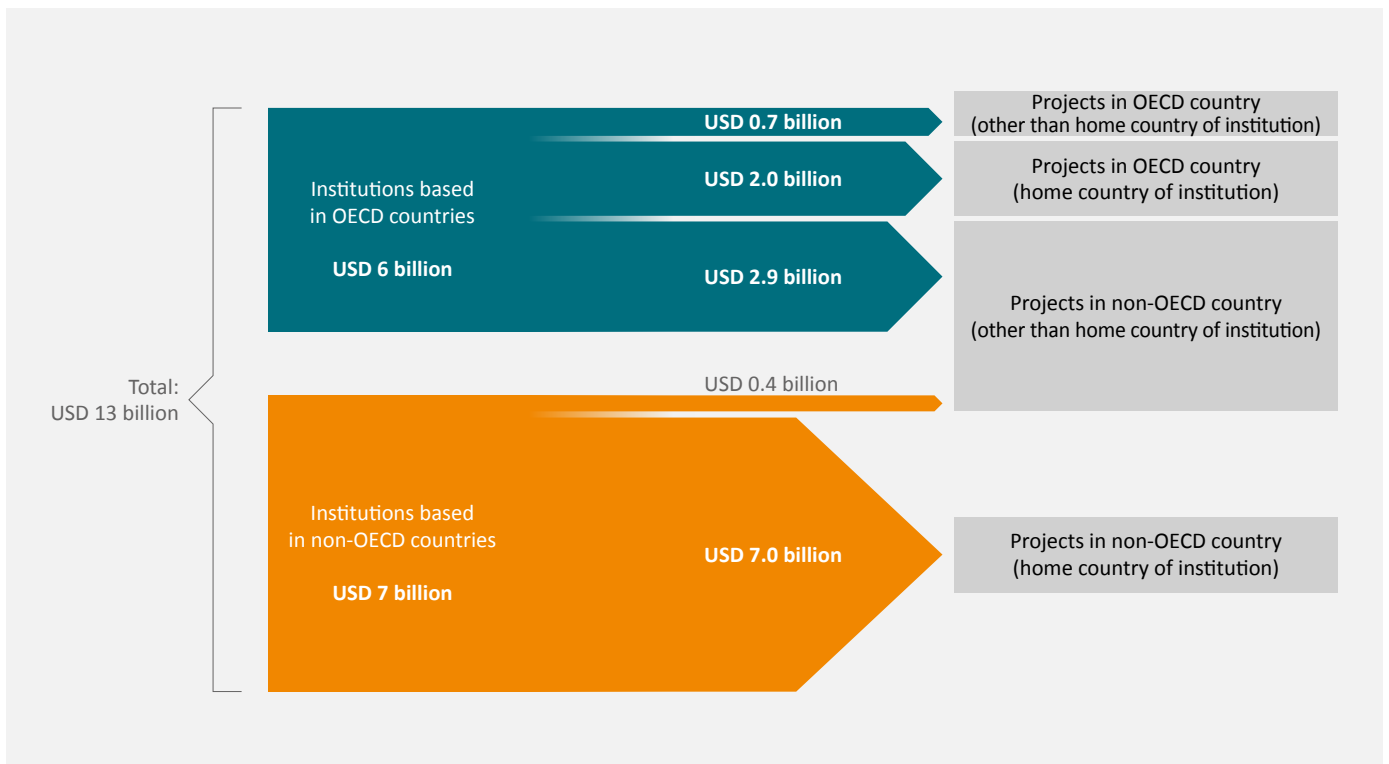 Total:
USD 13 billion
Institutions based
in OECD countries
USD 6 billion
USD 0.7 billion
USD 2.0 billion
USD 2.9 billion
Projects in OECD country
(other than home country of institution)
Projects in OECD country
(home country of institution)
Projects in non-OECD country
(other than home country of institution)
Institutions based
in non-OECD countries
USD 7 billion
USD 0.4 billion
USD 7.0 billion
Projects in non-OECD country
(home country of institution)